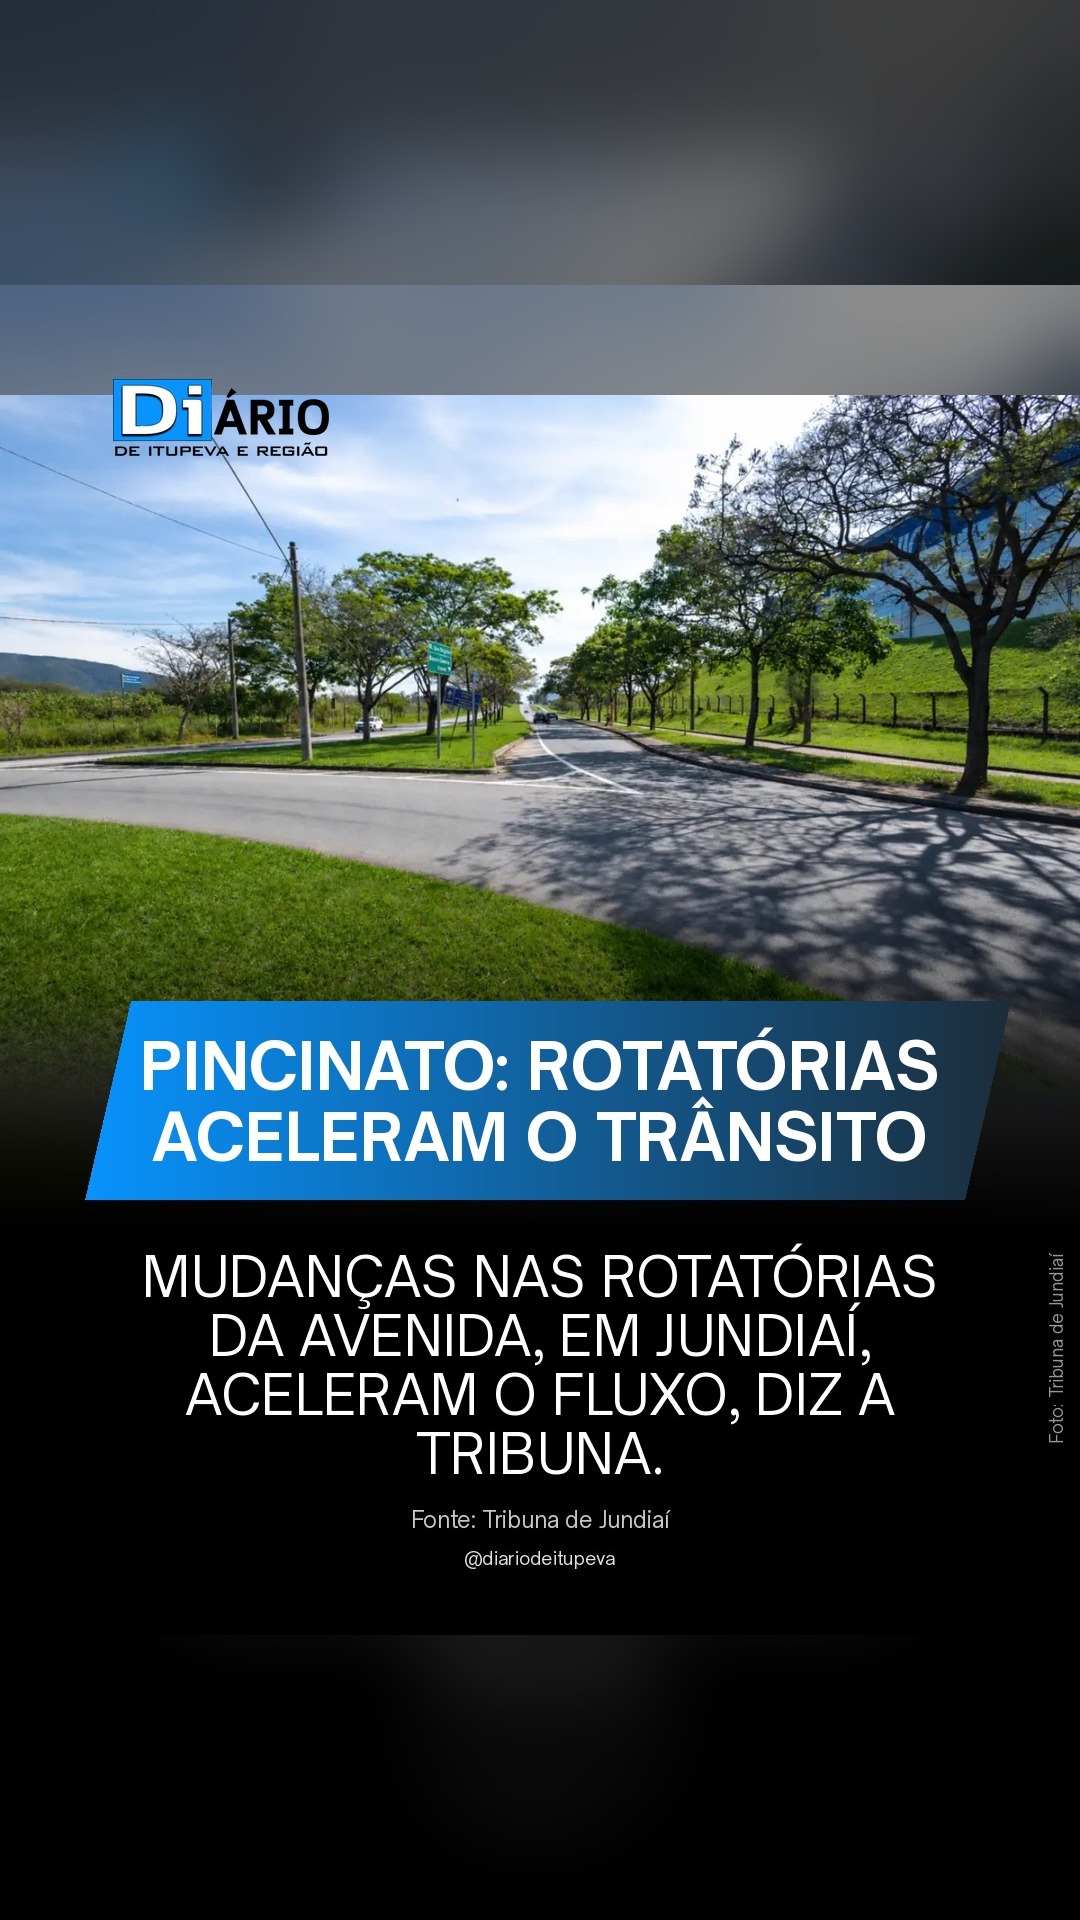 DiÁRIO
DE ITUPEVA E REGIÃO
PINCINATO: ROTATÓRIAS
ACELERAM O TRÂNSITO
MUDANÇAS NAS ROTATÓRIAS
DA AVENIDA, EM JUNDIAÍ,
ACELERAM O FLUXO, DIZ A
TRIBUNA.
Foto: Tribuna de Jundiaí
Fonte: Tribuna de Jundiaí
@diariodeitupeva